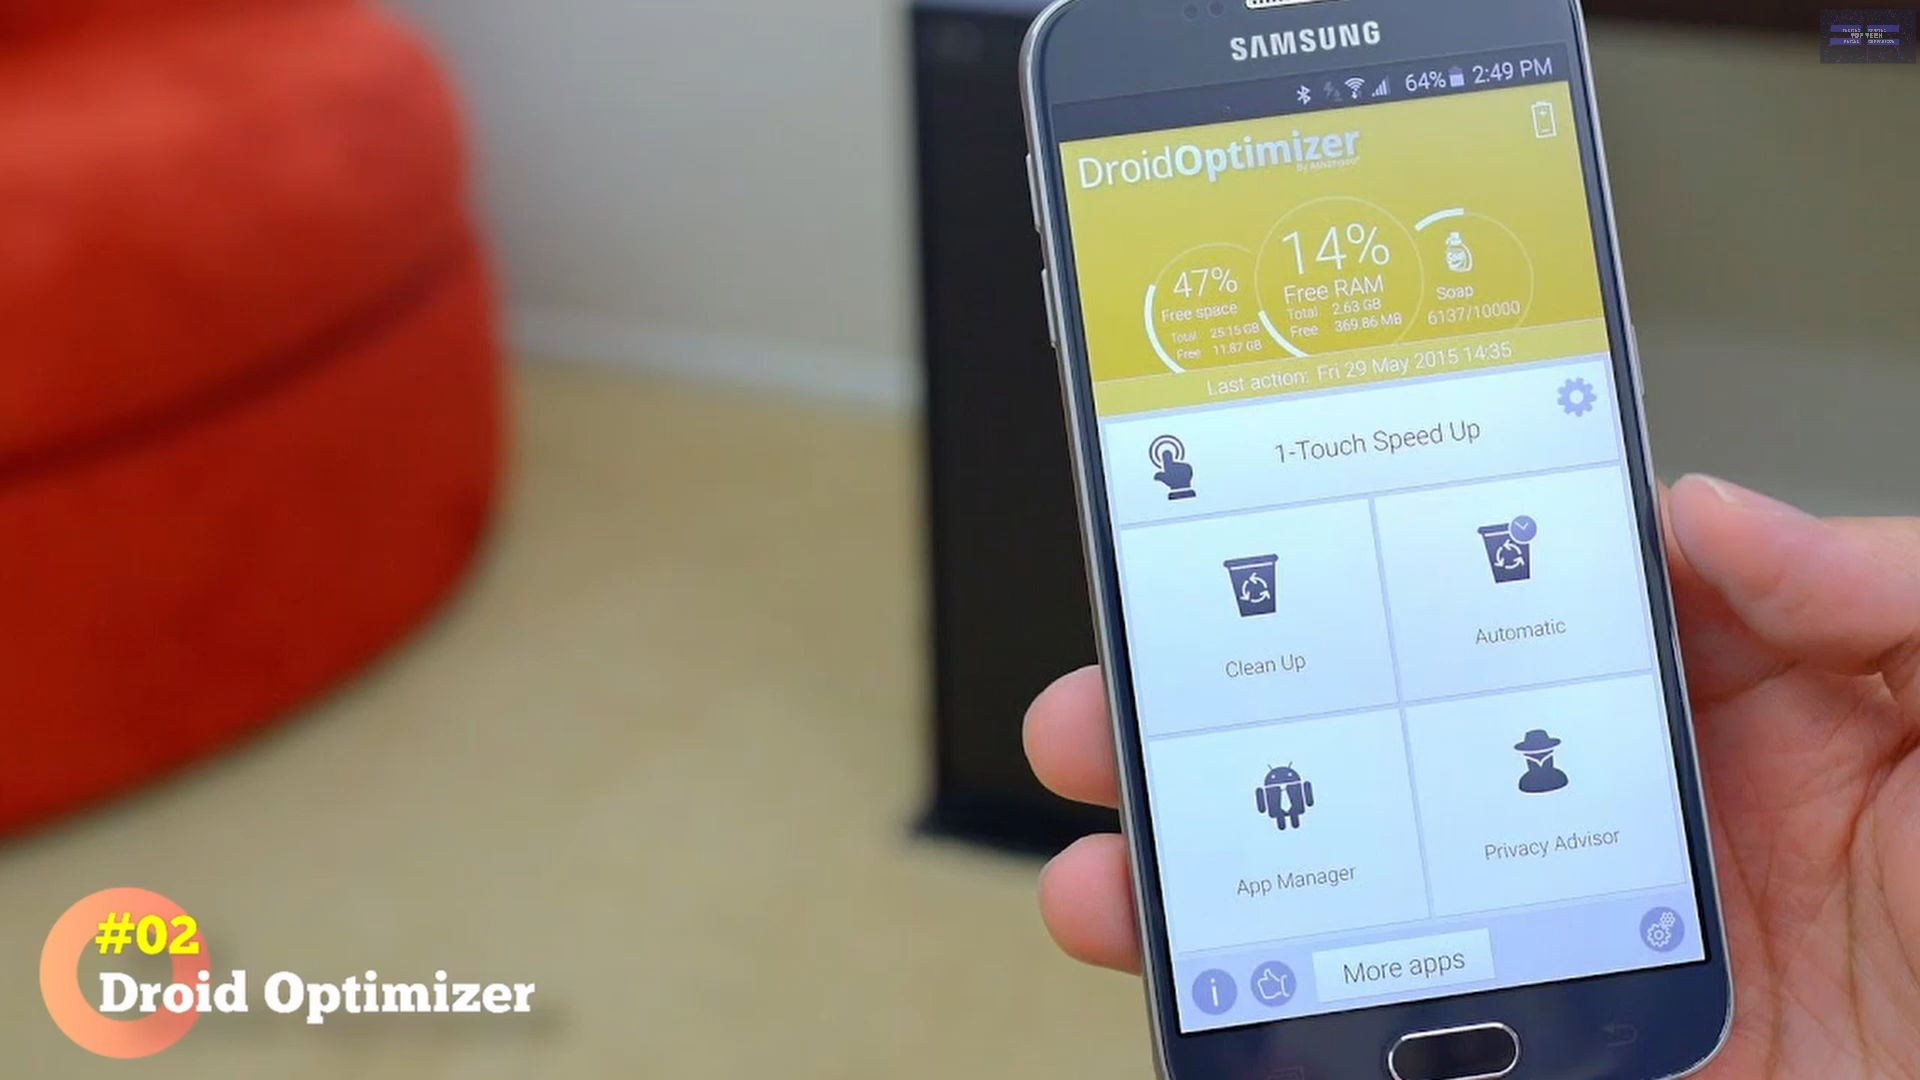 SAMSUNG
64% 2:49 PM
DroidOptimizer
47%
Free space
Total 25.15 GB
Free 11.87 GB
14%
Free RAM
Total 2.63 GB
Free 369.86 MB
Soap
6137/10000
Last action: Fri 29 May 2015 14:35
1-Touch Speed Up
Clean Up
Automatic
App Manager
Privacy Advisor
More apps
#02
Droid Optimizer